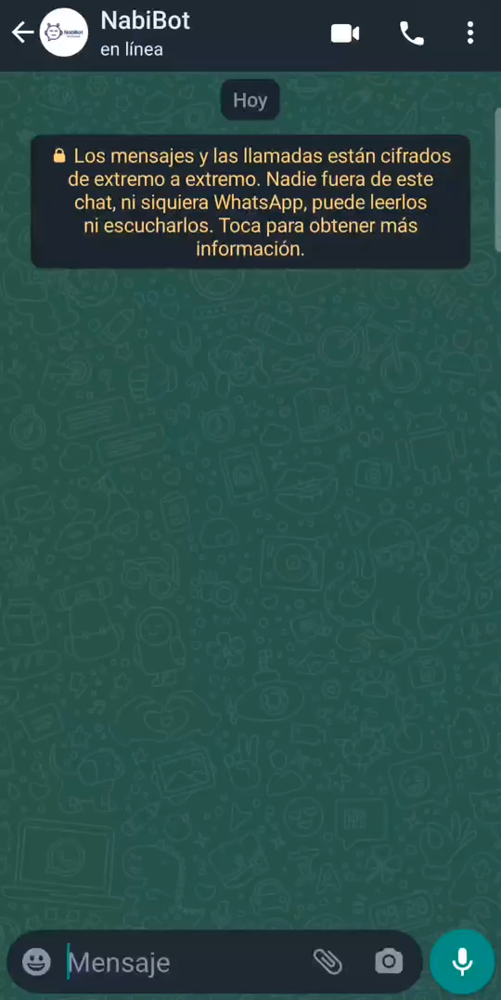 NabiBot
en línea
Hoy
Los mensajes y las llamadas están cifrados
de extremo a extremo. Nadie fuera de este
chat, ni siquiera WhatsApp, puede leerlos
ni escucharlos. Toca para obtener más
información.
Mensaje